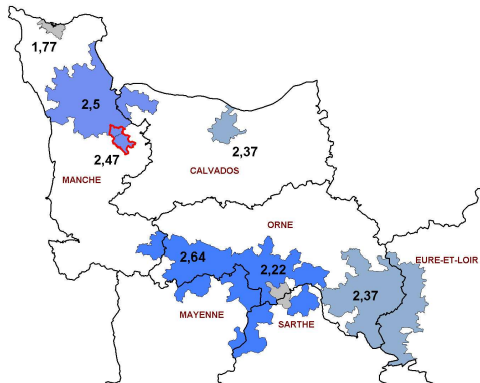 1,77
2,5
2,47
2,37
CALVADOS
MANCHE
ORNE
2,64
2,22
EURE-ET-LOIR
2,37
MAYENNE
SARTHE